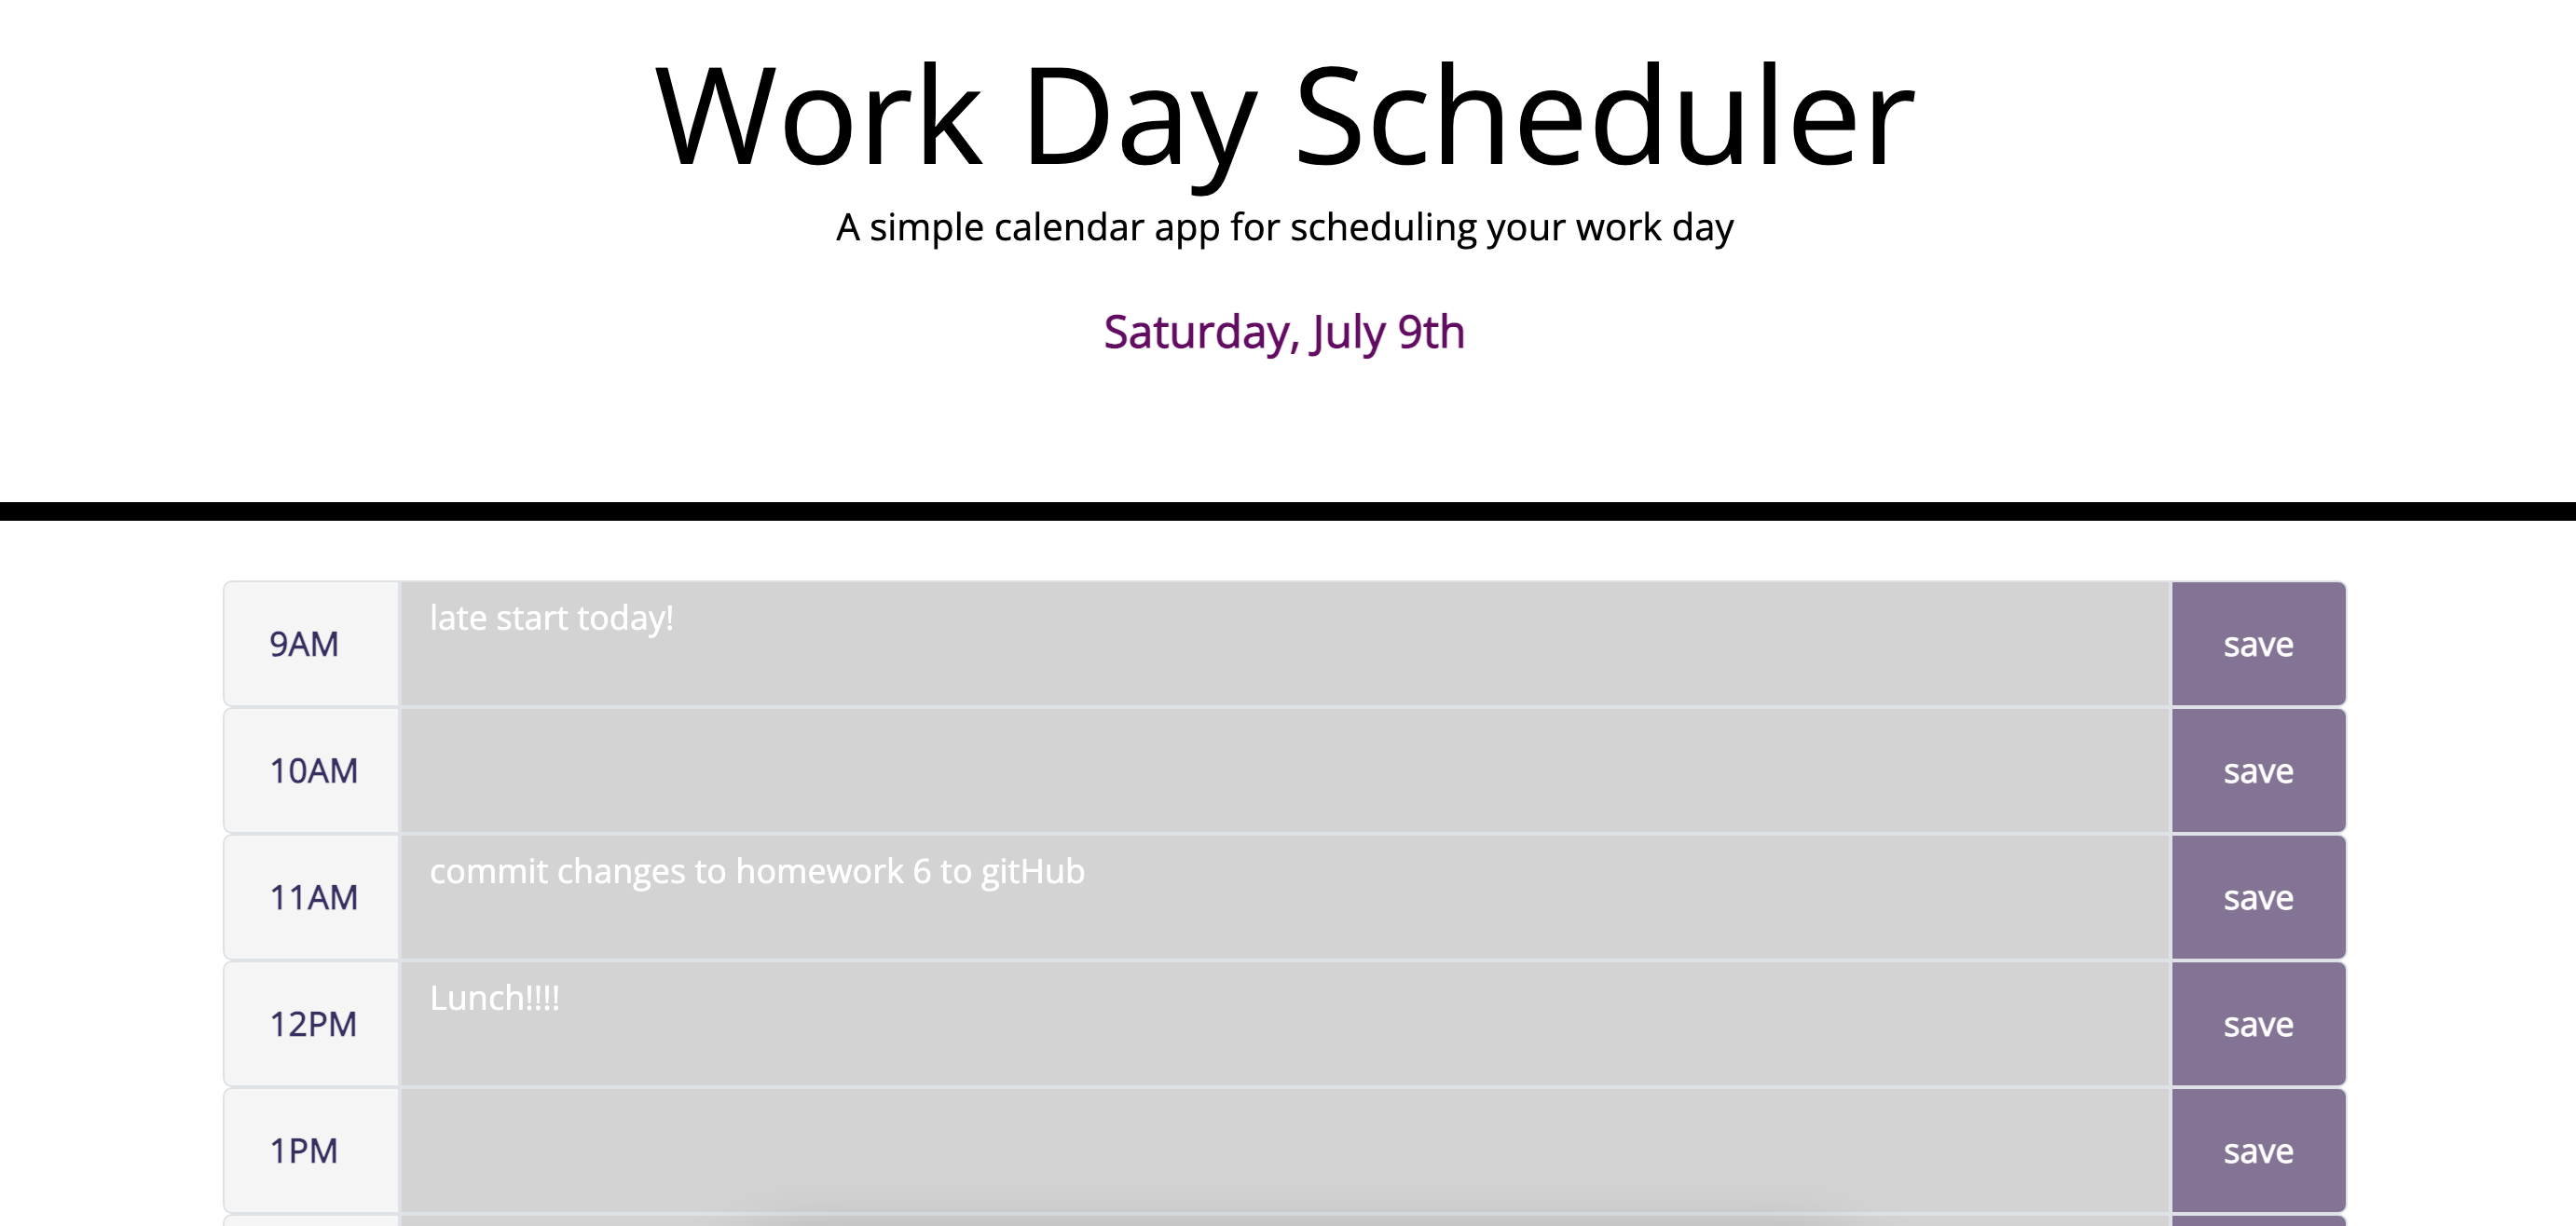 Work Day Scheduler
A simple calendar app for scheduling your work day
Saturday, July 9th
9AM late start today! save
10AM save
11AM commit changes to homework 6 to gitHub save
12PM Lunch!!!! save
1PM save